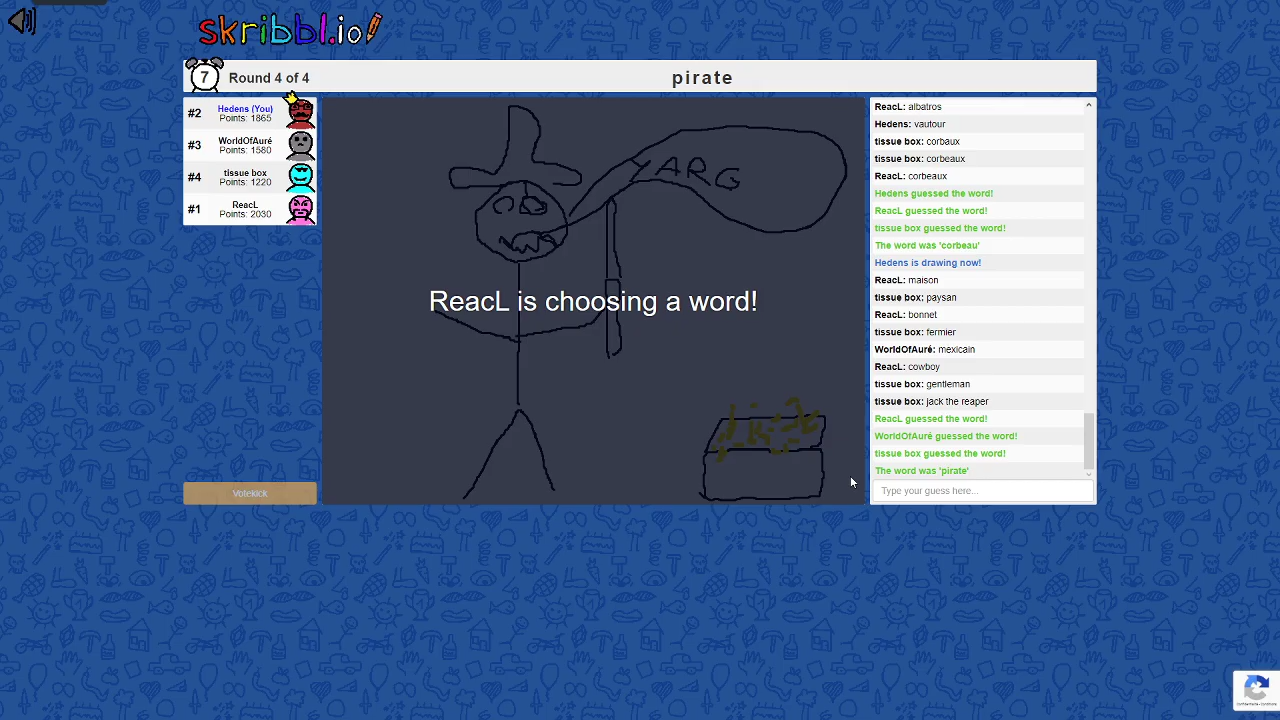 skribbl.io
7
Round 4 of 4
pirate
#2
Hedens (You)
Points: 1865
#3
WorldOfAuré
Points: 1580
#4
tissue box
Points: 1220
#1
ReacL
Points: 2030
Votekick
ZARG
ReacL is choosing a word!
ReacL: albatros
Hedens: vautour
tissue box: corbaux
tissue box: corbeaux
ReacL: corbeaux
Hedens guessed the word!
ReacL guessed the word!
tissue box guessed the word!
The word was 'corbeau'
Hedens is drawing now!
ReacL: maison
tissue box: paysan
ReacL: bonnet
tissue box: fermier
WorldOfAuré: mexicain
ReacL: cowboy
tissue box: gentleman
tissue box: jack the reaper
ReacL guessed the word!
WorldOfAuré guessed the word!
tissue box guessed the word!
The word was 'pirate'
Type your guess here...